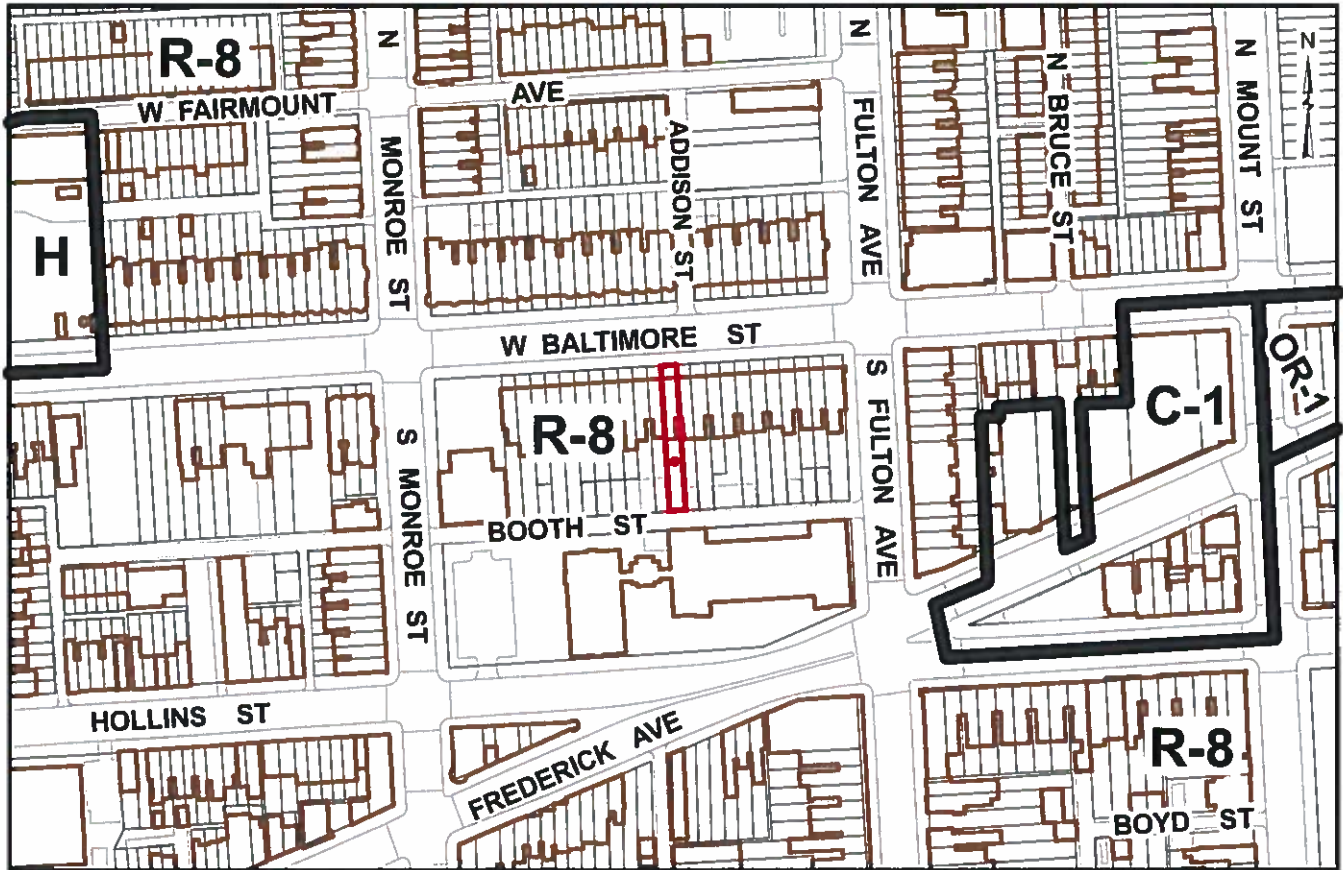 R-8
N
N
N
N MOUNT ST
N
W FAIRMOUNT
AVE
MONROE ST
ADDISON ST
FULTON AVE
N BRUCE ST
H
W BALTIMORE ST
OR-1
C-1
R-8
S FULTON AVE
S MONROE ST
BOOTH ST
HOLLINS ST
FREDERICK AVE
R-8
BOYD ST